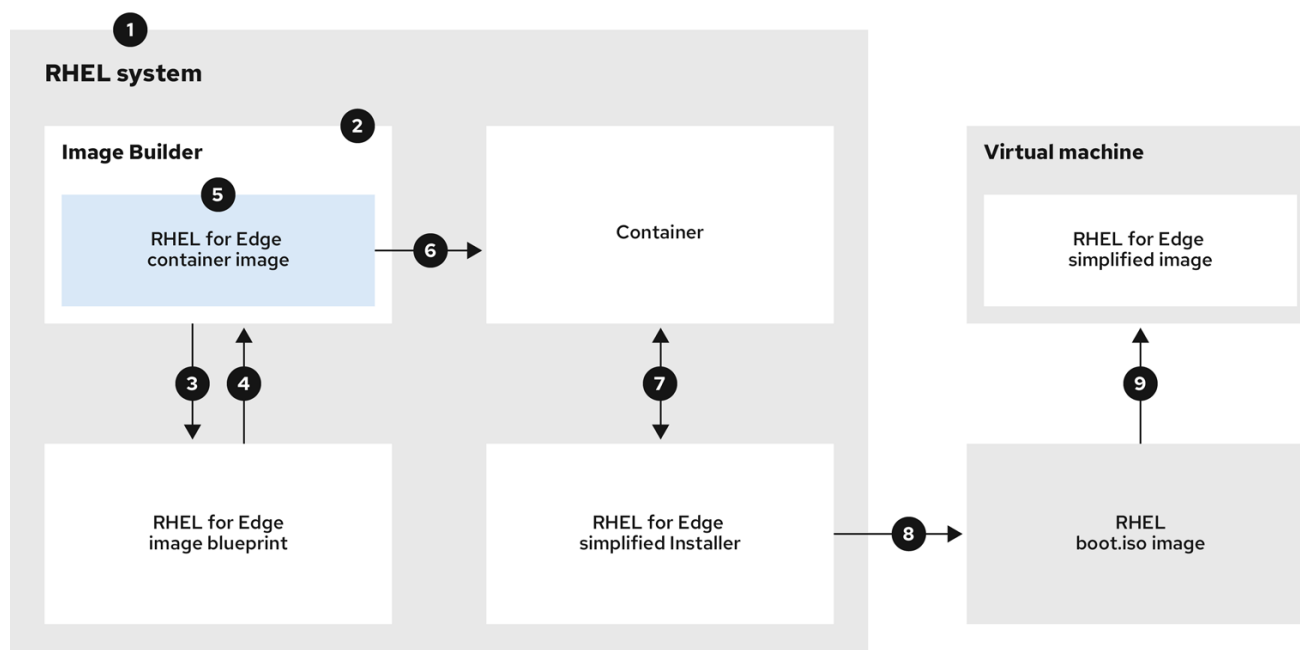 1
RHEL system
2
Image Builder
5
RHEL for Edge
container image
6
Container
Virtual machine
RHEL for Edge
simplified image
3
4
7
9
RHEL for Edge
image blueprint
RHEL for Edge
simplified Installer
8
RHEL
boot.iso image